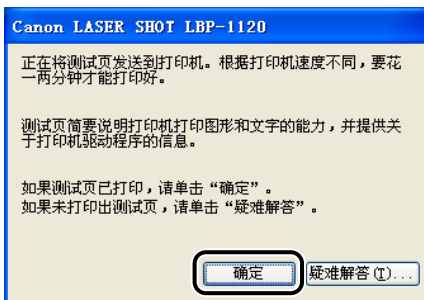 Canon LASER SHOT LBP-1120
正在将测试页发送到打印机。根据打印机速度不同，要花
一两分钟才能打印好。
测试页简要说明打印机打印图形和文字的能力，并提供关
于打印机驱动程序的信息。
如果测试页已打印，请单击“确定”。
如果未打印出测试页，请单击“疑难解答”。
确定
疑难解答(T)...